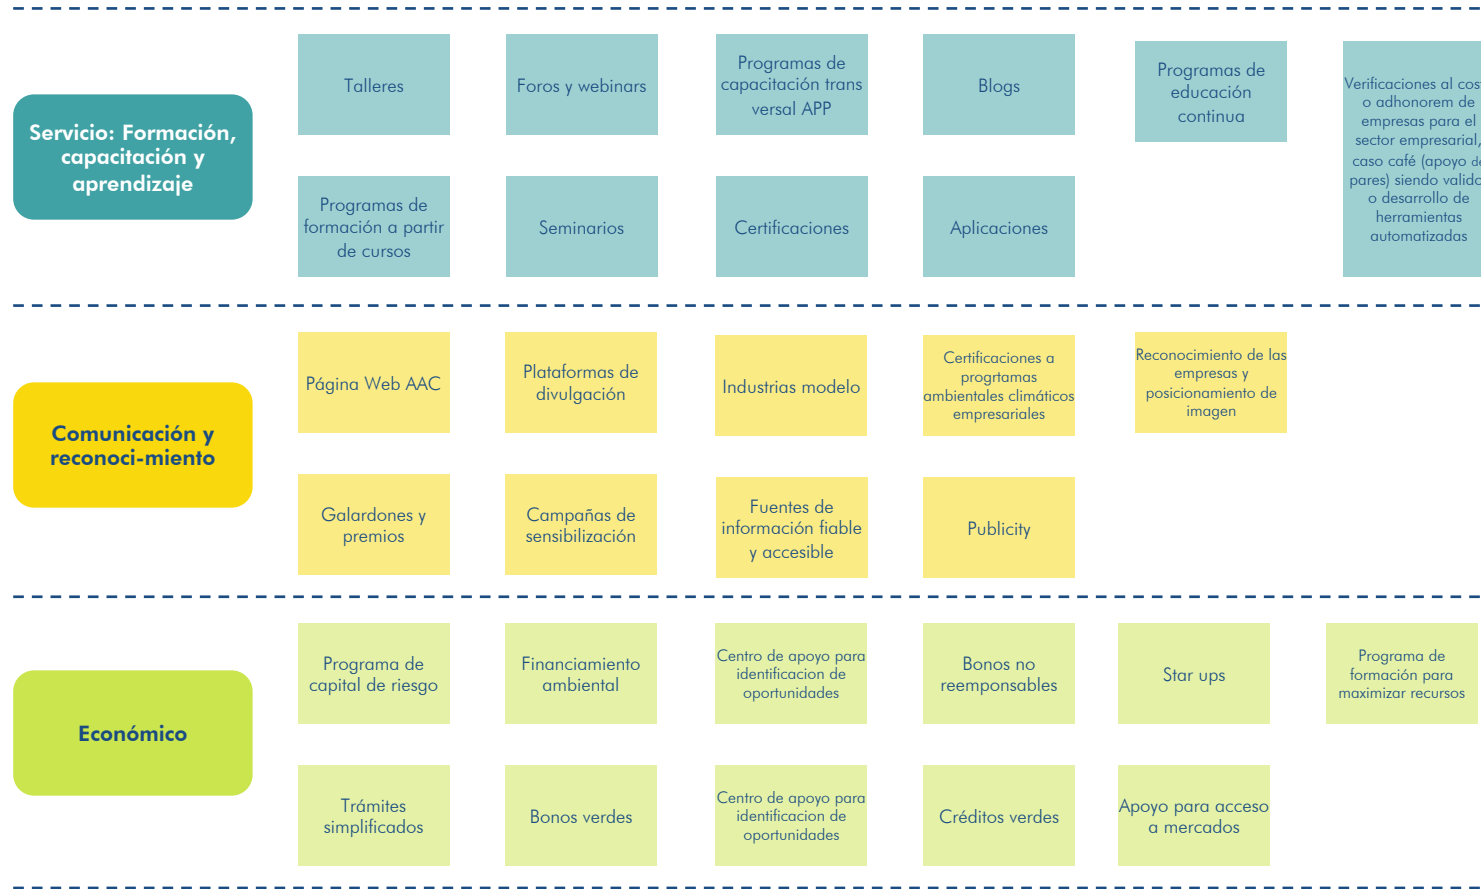 Servicio: Formación,
capacitación y
aprendizaje
Talleres
Foros y webinars
Programas de
capacitación trans
versal APP
Blogs
Programas de
educación
continua
Verificaciones al
o adhonorem de
empresas para el
sector empresarial,
caso café (apoyo
pares) siendo
o desarrollo de
herramientas
automatizadas
Programas de
formación a partir
de cursos
Seminarios
Certificaciones
Aplicaciones
Comunicación y
reconoci-miento
Página Web AAC
Plataformas de
divulgación
Industrias modelo
Certificaciones a
progrtamas
ambientales climáticos
empresariales
Reconocimiento de las
empresas y
posicionamiento de
imagen
Galardones y
premios
Campañas de
sensibilización
Fuentes de
información fiable
y accesible
Publicity
Económico
Programa de
capital de riesgo
Financiamiento
ambiental
Centro de apoyo para
identificacion de
oportunidades
Bonos no
reemponsables
Star ups
Programa de
formación para
maximizar recursos
Trámites
simplificados
Bonos verdes
Centro de apoyo para
identificacion de
oportunidades
Créditos verdes
Apoyo para acceso
a mercados